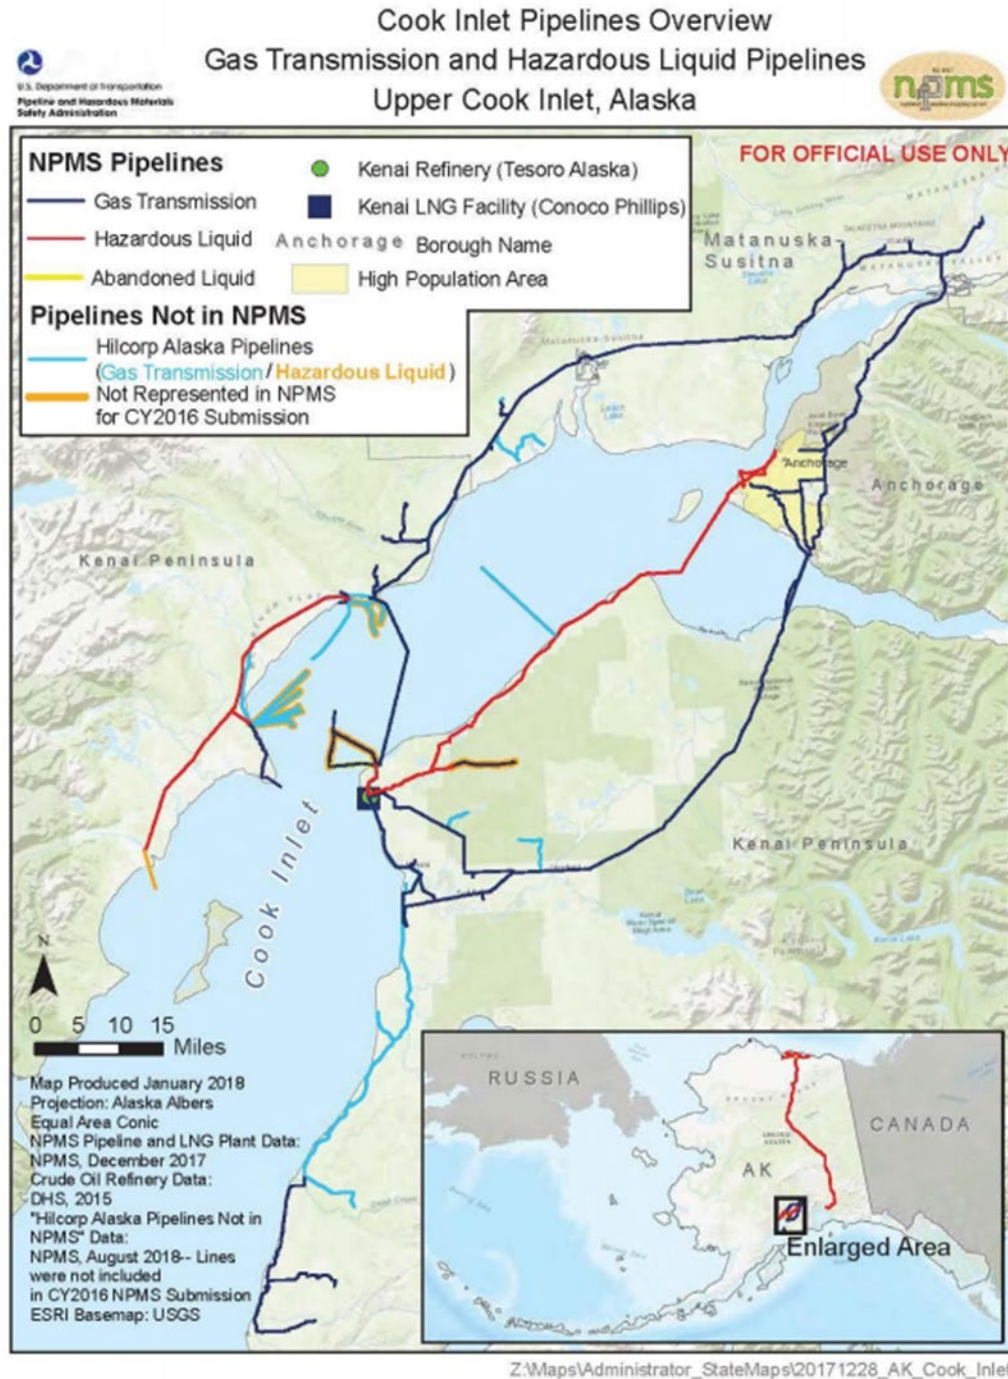 Cook Inlet Pipelines Overview
Gas Transmission and Hazardous Liquid Pipelines
Upper Cook Inlet, Alaska
U.S. Department of Transportation
Pipeline and Hazardous Materials
Safety Administration
npms
FOR OFFICIAL USE ONLY
NPMS Pipelines
Gas Transmission
Hazardous Liquid
Abandoned Liquid
Kenai Refinery (Tesoro Alaska)
Kenai LNG Facility (Conoco Phillips)
Anchorage Borough Name
High Population Area
Pipelines Not in NPMS
Hilcorp Alaska Pipelines
(Gas Transmission/Hazardous Liquid)
Not Represented in NPMS
for CY2016 Submission
Matanuska-
Susitna
TALKEETNA MOUNTAINS
Matanuska-Susitna
Anchorage
Anchorage
Kenai Peninsula
Kenai Peninsula
Cook Inlet
N
0 5 10 15
Miles
Map Produced January 2018
Projection: Alaska Albers
Equal Area Conic
NPMS Pipeline and LNG Plant Data:
NPMS, December 2017
Crude Oil Refinery Data:
DHS, 2015
"Hilcorp Alaska Pipelines Not in
NPMS" Data:
NPMS, August 2018-- Lines
were not included
in CY2016 NPMS Submission
ESRI Basemap: USGS
RUSSIA
CANADA
AK
Enlarged Area
Z:\Maps\Administrator_StateMaps\20171228_AK_Cook_Inlet